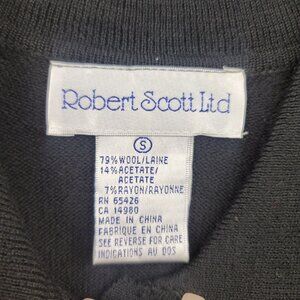 Robert Scott Ltd
S
79% WOOL/LAINE
14% ACETATE/
ACETATE
7% RAYON/RAYONNE
RN 65426
CA 14980
MADE IN CHINA
FABRIQUE EN CHINA
SEE REVERSE FOR CARE
INDICATIONS AU DOS